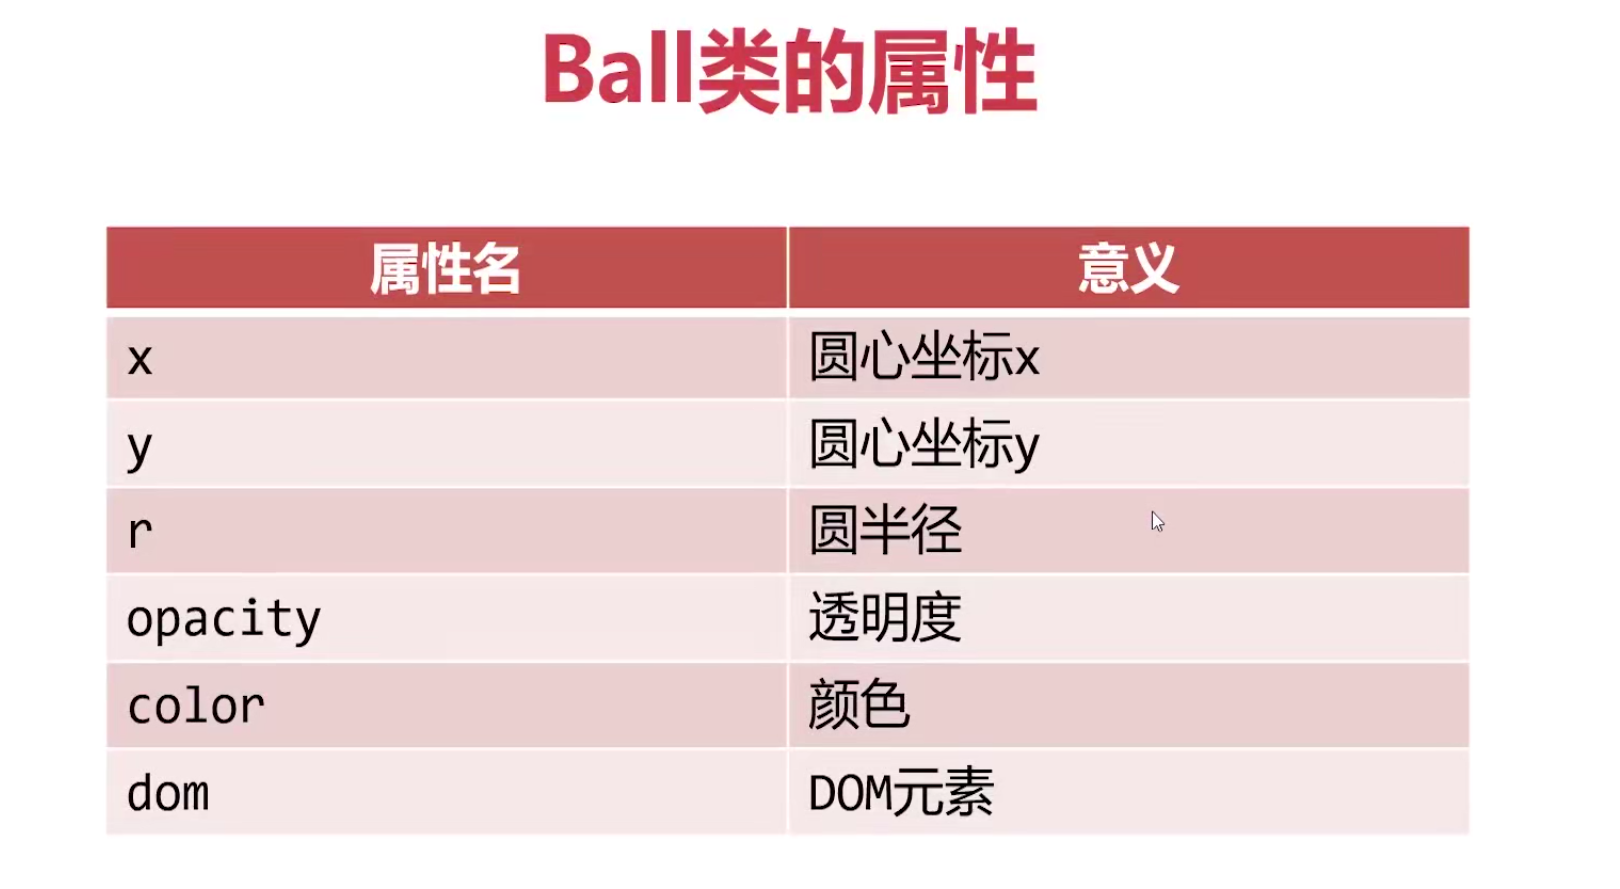 Ball类的属性
属性名 意义
x 圆心坐标x
y 圆心坐标y
r 圆半径
opacity 透明度
color 颜色
dom DOM元素